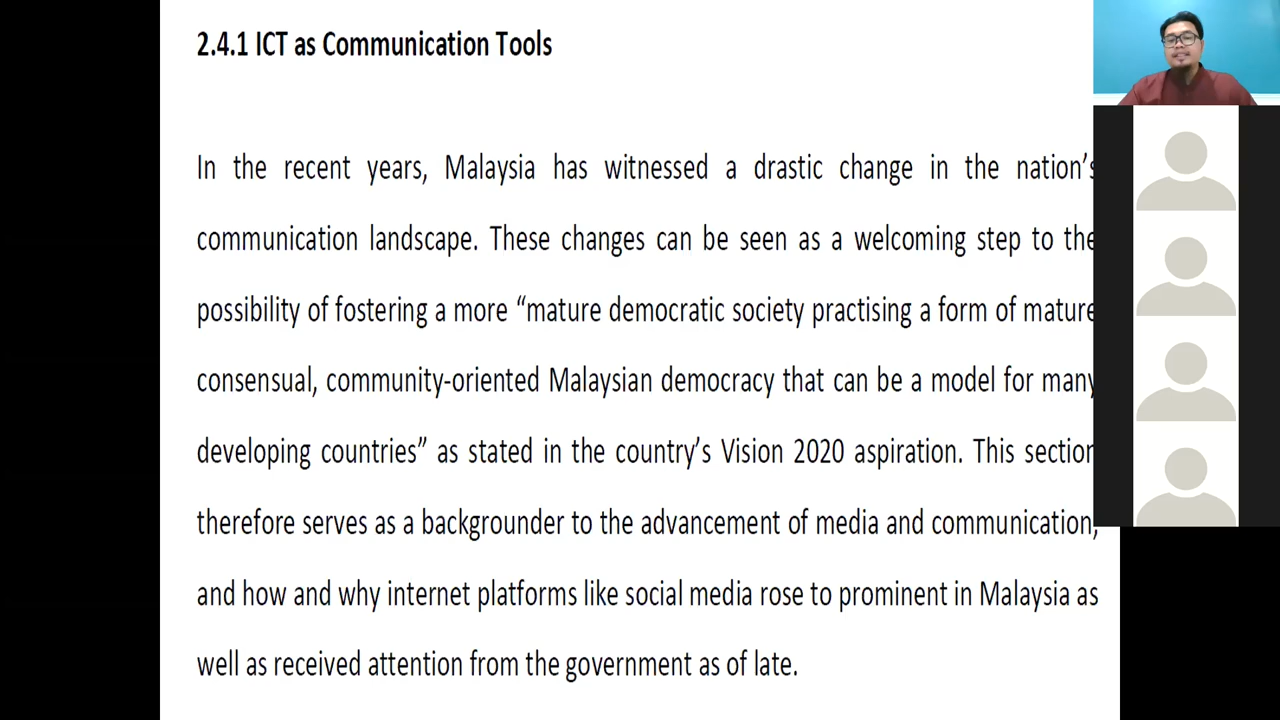 2.4.1 ICT as Communication Tools
In the recent years, Malaysia has witnessed a drastic change in the nation's
communication landscape. These changes can be seen as a welcoming step to the
possibility of fostering a more “mature democratic society practising a form of mature
consensual, community-oriented Malaysian democracy that can be a model for many
developing countries” as stated in the country’s Vision 2020 aspiration. This section
therefore serves as a backgrounder to the advancement of media and communication,
and how and why internet platforms like social media rose to prominent in Malaysia as
well as received attention from the government as of late.